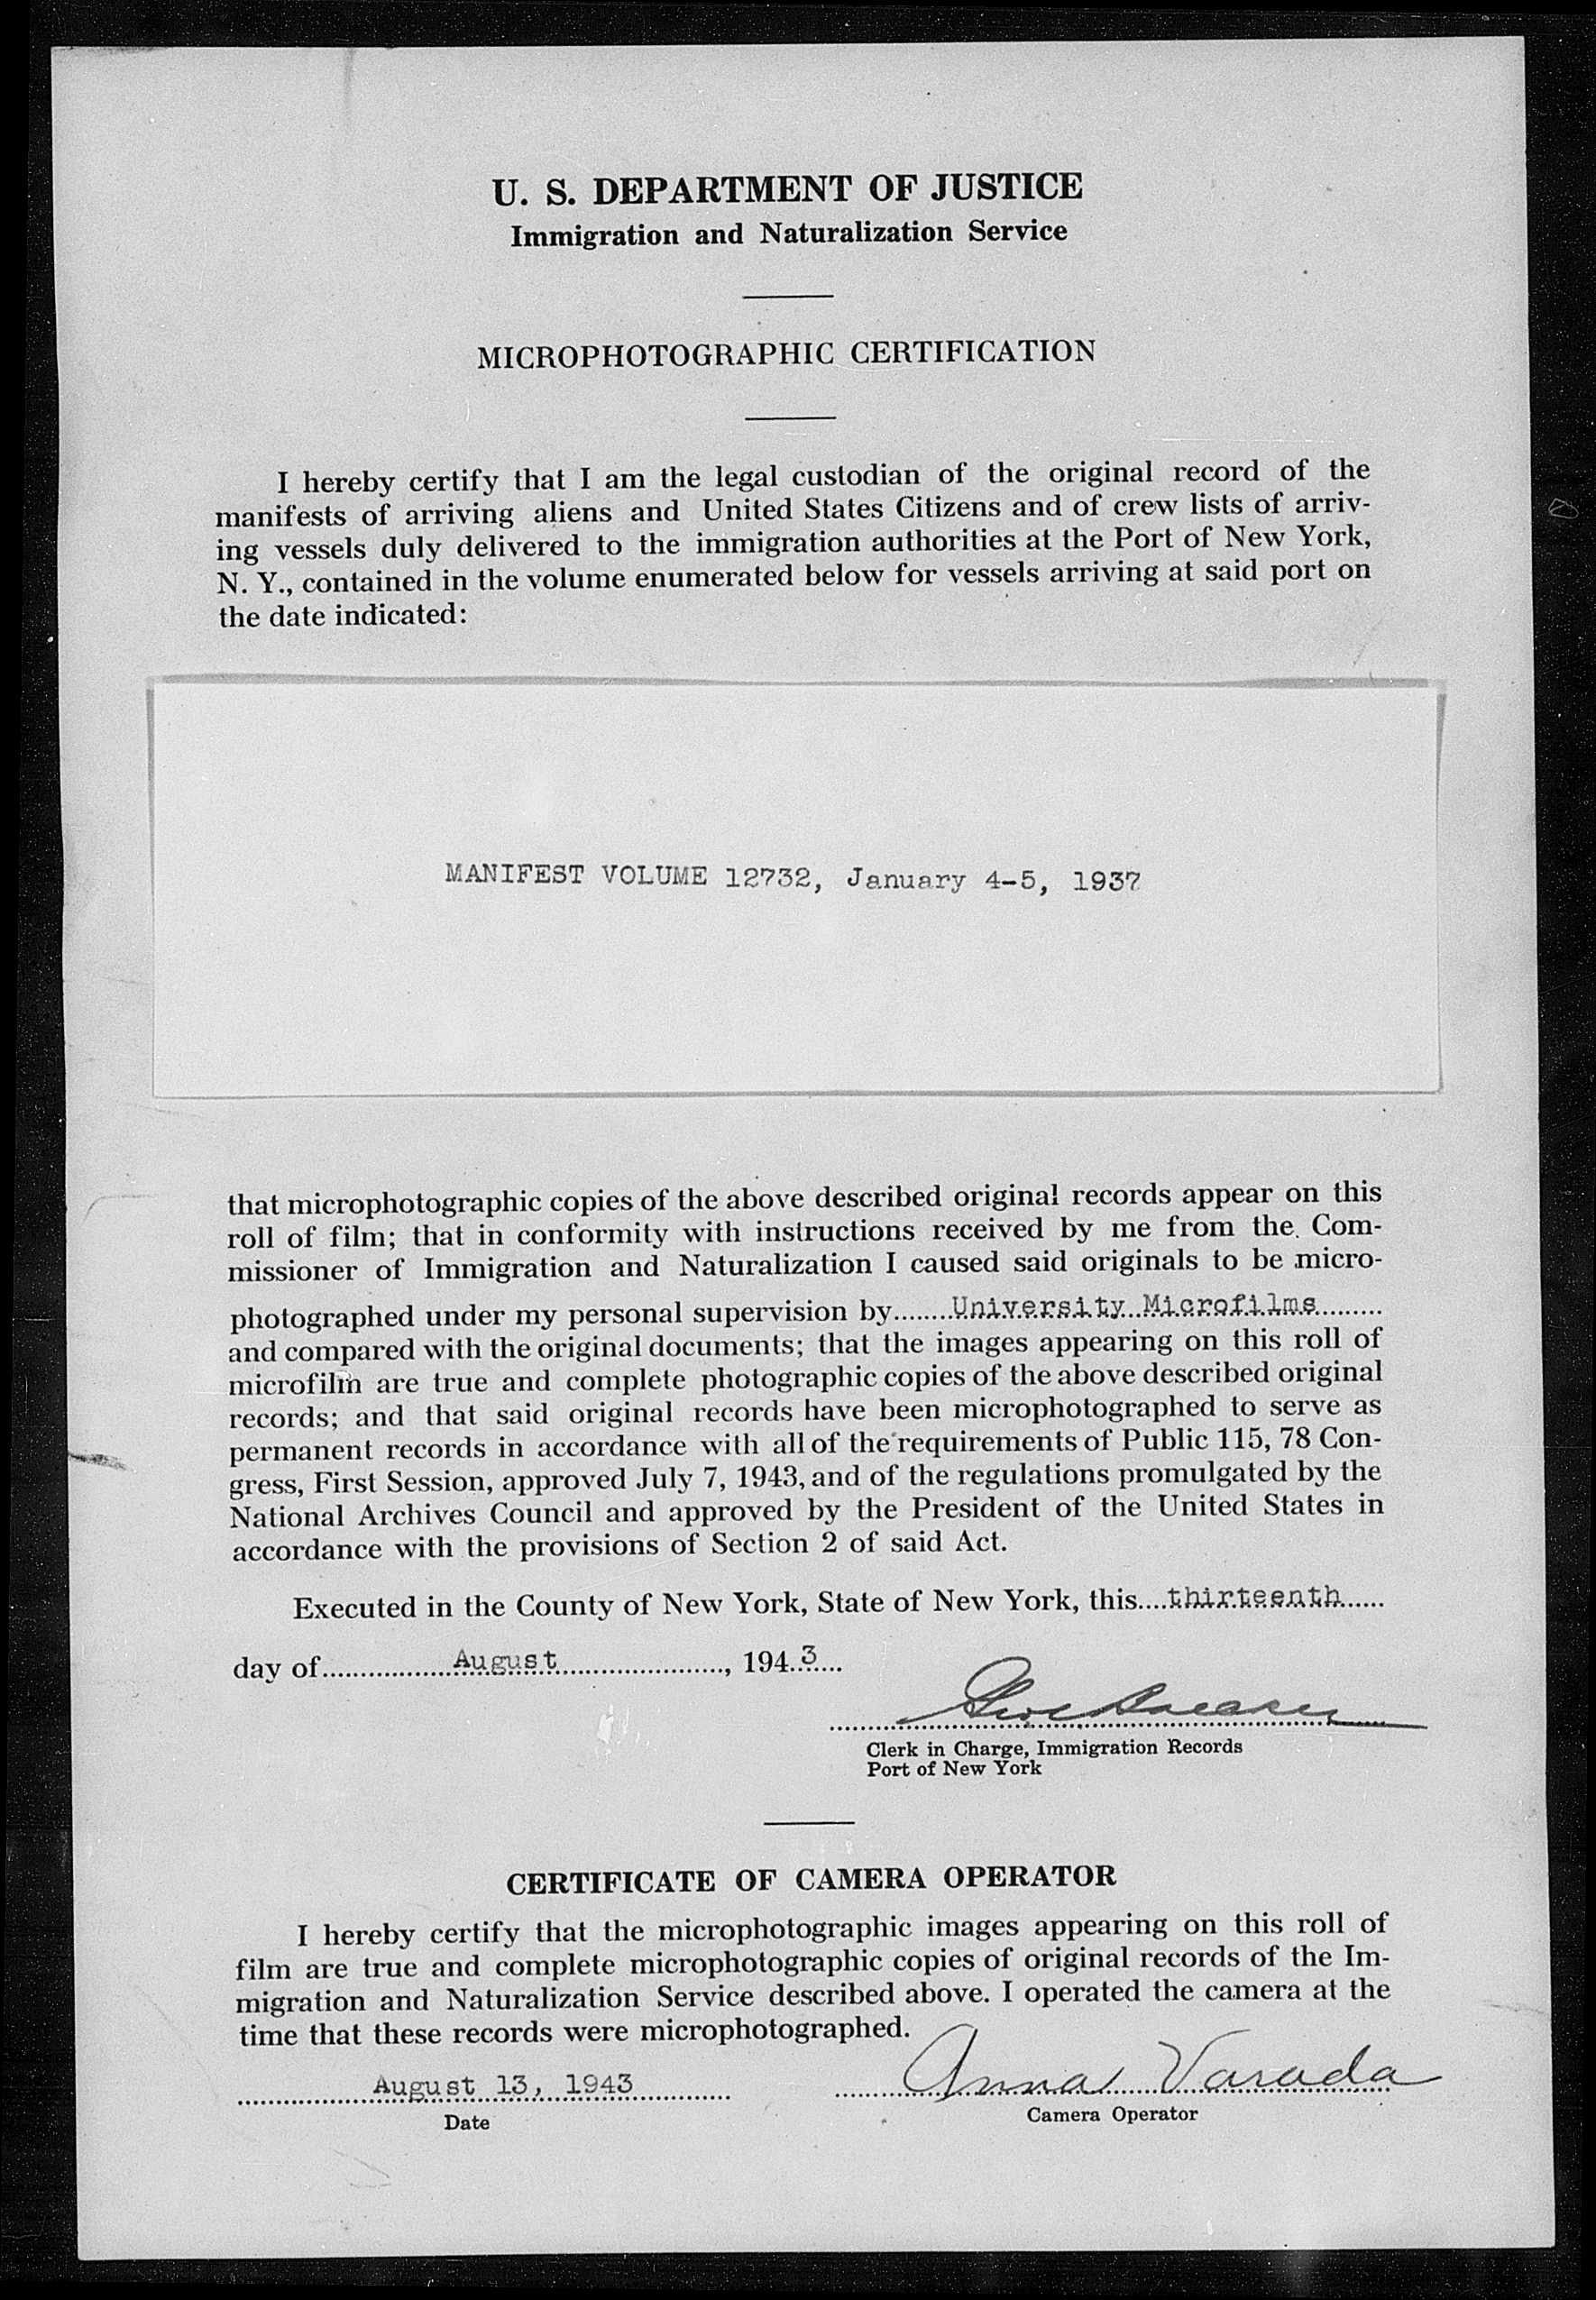 U. S. DEPARTMENT OF JUSTICE
Immigration and Naturalization Service
MICROPHOTOGRAPHIC CERTIFICATION
I hereby certify that I am the legal custodian of the original record of the
manifests of arriving aliens and United States Citizens and of crew lists of arriv-
ing vessels duly delivered to the immigration authorities at the Port of New York,
N. Y., contained in the volume enumerated below for vessels arriving at said port on
the date indicated:
MANIFEST VOLUME 12732, January 4-5, 1937
that microphotographic copies of the above described original records appear on this
roll of film; that in conformity with instructions received by me from the Com-
missioner of Immigration and Naturalization I caused said originals to be micro-
photographed under my personal supervision by University Microfilms
and compared with the original documents; that the images appearing on this roll of
microfilm are true and complete photographic copies of the above described original
records; and that said original records have been microphotographed to serve as
permanent records in accordance with all of the requirements of Public 115, 78 Con-
gress, First Session, approved July 7, 1943, and of the regulations promulgated by the
National Archives Council and approved by the President of the United States in
accordance with the provisions of Section 2 of said Act.
Executed in the County of New York, State of New York, this thirteenth
day of August, 1943
Clerk in Charge, Immigration Records
Port of New York
CERTIFICATE OF CAMERA OPERATOR
I hereby certify that the microphotographic images appearing on this roll of
film are true and complete microphotographic copies of original records of the Im-
migration and Naturalization Service described above. I operated the camera at the
time that these records were microphotographed.
August 13, 1943 Anna Varada
Date Camera Operator